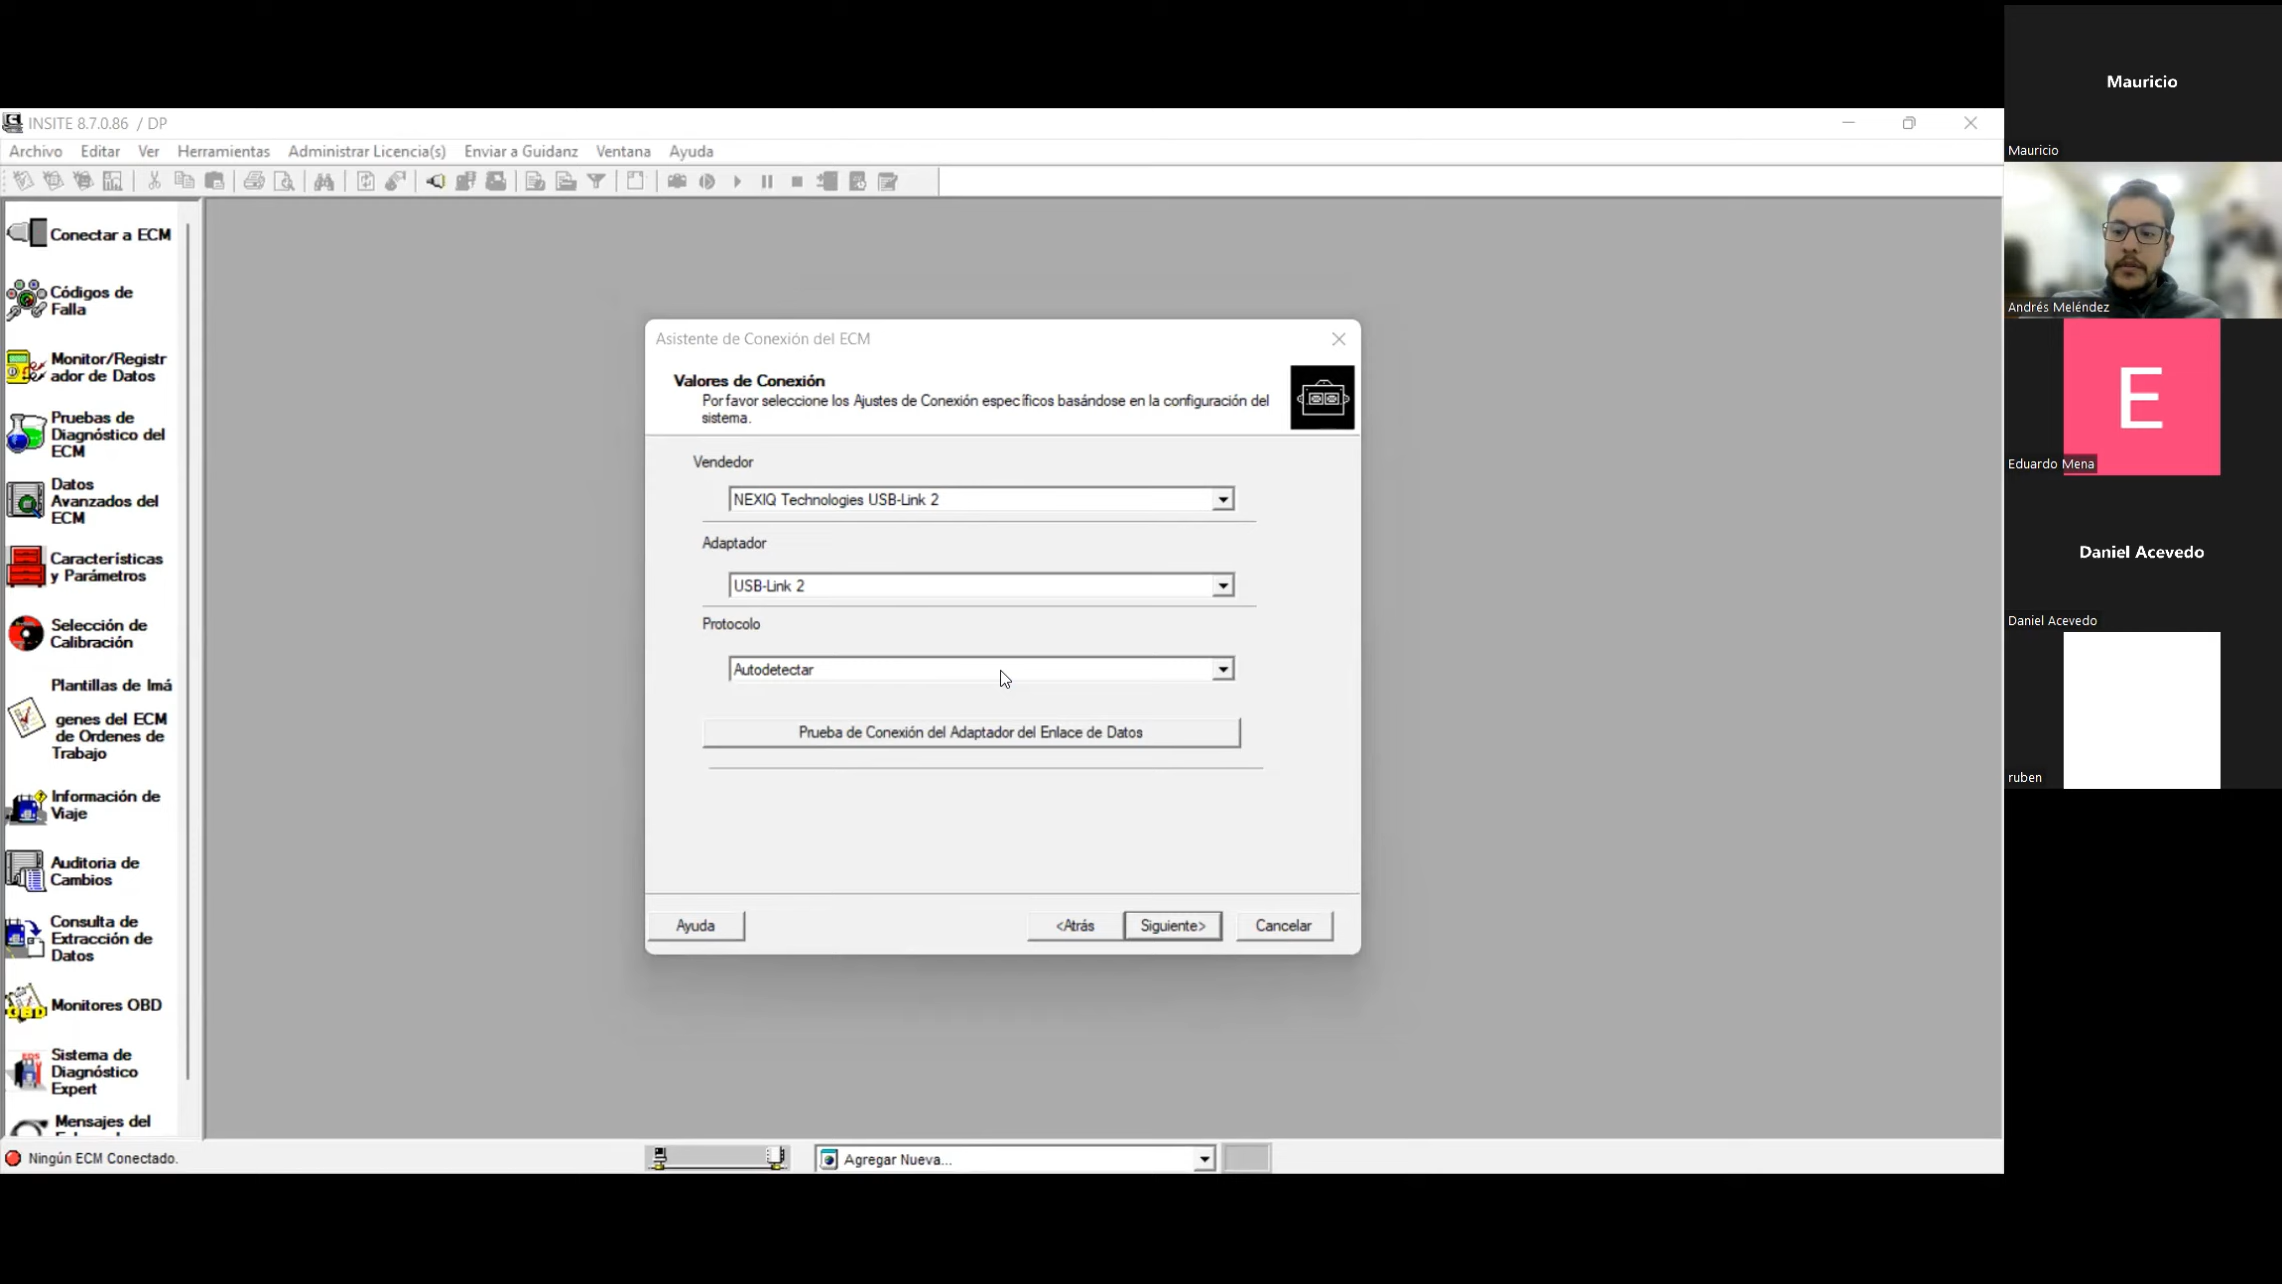 INSITE 8.7.0.86 / DP
Archivo Editar Ver Herramientas Administrar Licencia(s) Enviar a Guidanz Ventana Ayuda
Conectar a ECM
Códigos de
Falla
Monitor/Registr
ador de Datos
Pruebas de
Diagnóstico del
ECM
Datos
Avanzados del
ECM
Características
y Parámetros
Selección de
Calibración
Plantillas de Imá
genes del ECM
de Ordenes de
Trabajo
Información de
Viaje
Auditoria de
Cambios
Consulta de
Extracción de
Datos
Monitores OBD
Sistema de
Diagnóstico
Expert
Mensajes del
Asistente de Conexión del ECM
Valores de Conexión
Por favor seleccione los Ajustes de Conexión específicos basándose en la configuración del
sistema.
Vendedor
NEXIQ Technologies USB-Link 2
Adaptador
USB-Link 2
Protocolo
Autodetectar
Prueba de Conexión del Adaptador del Enlace de Datos
Ayuda
<Atrás
Siguiente>
Cancelar
Ningún ECM Conectado.
Agregar Nueva...
Mauricio
Mauricio
Andrés Meléndez
E
Eduardo Mena
Daniel Acevedo
Daniel Acevedo
ruben